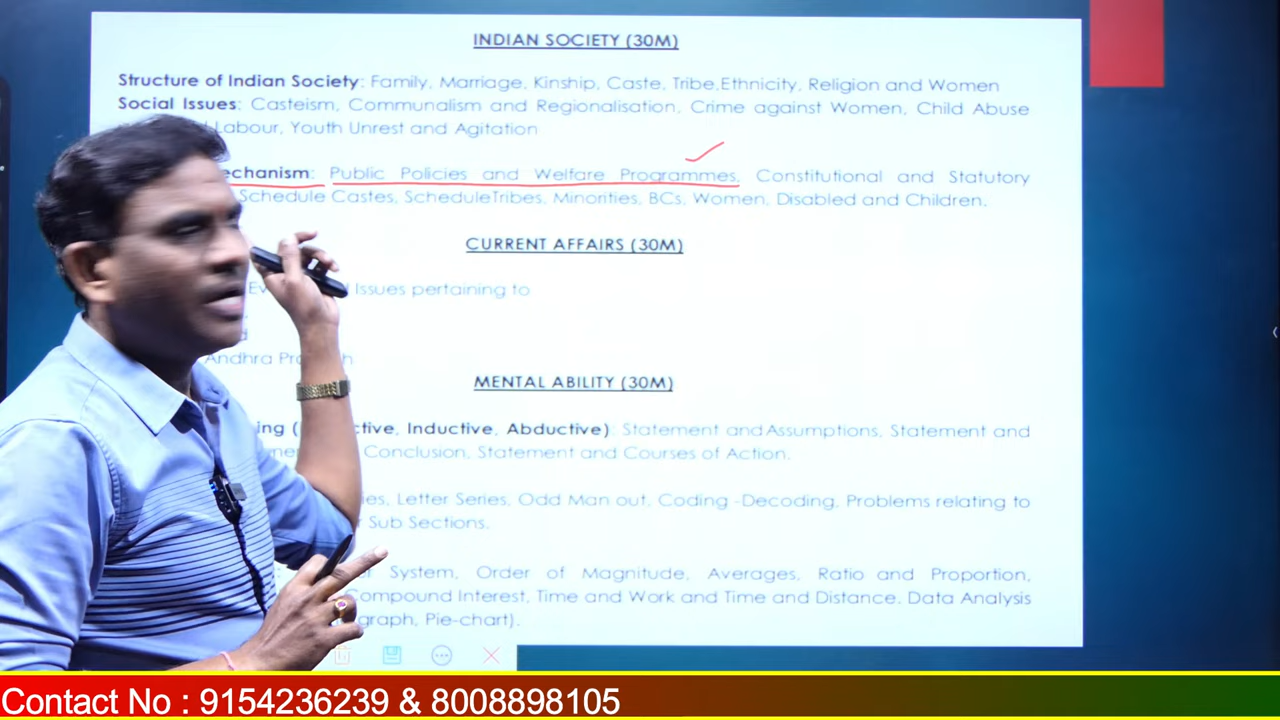 INDIAN SOCIETY (30M)
Structure of Indian Society: Family, Marriage, Kinship, Caste, Tribe,Ethnicity, Religion and Women
Social Issues: Casteism, Communalism and Regionalisation, Crime against Women, Child Abuse
Labour, Youth Unrest and Agitation
Public Policies and Welfare Programmes, Constitutional and Statutory
Schedule Castes, ScheduleTribes, Minorities, BCs, Women, Disabled and Children.
CURRENT AFFAIRS (30M)
Issues pertaining to
Andhra
MENTAL ABILITY (30M)
Inductive, Abductive): Statement and Assumptions, Statement and
Conclusion, Statement and Courses of Action.
Letter Series, Odd Man out, Coding -Decoding, Problems relating to
Sub Sections.
System, Order of Magnitude, Averages, Ratio and Proportion,
Compound Interest, Time and Work and Time and Distance. Data Analysis
graph, Pie-chart).
Contact No : 9154236239 & 8008898105